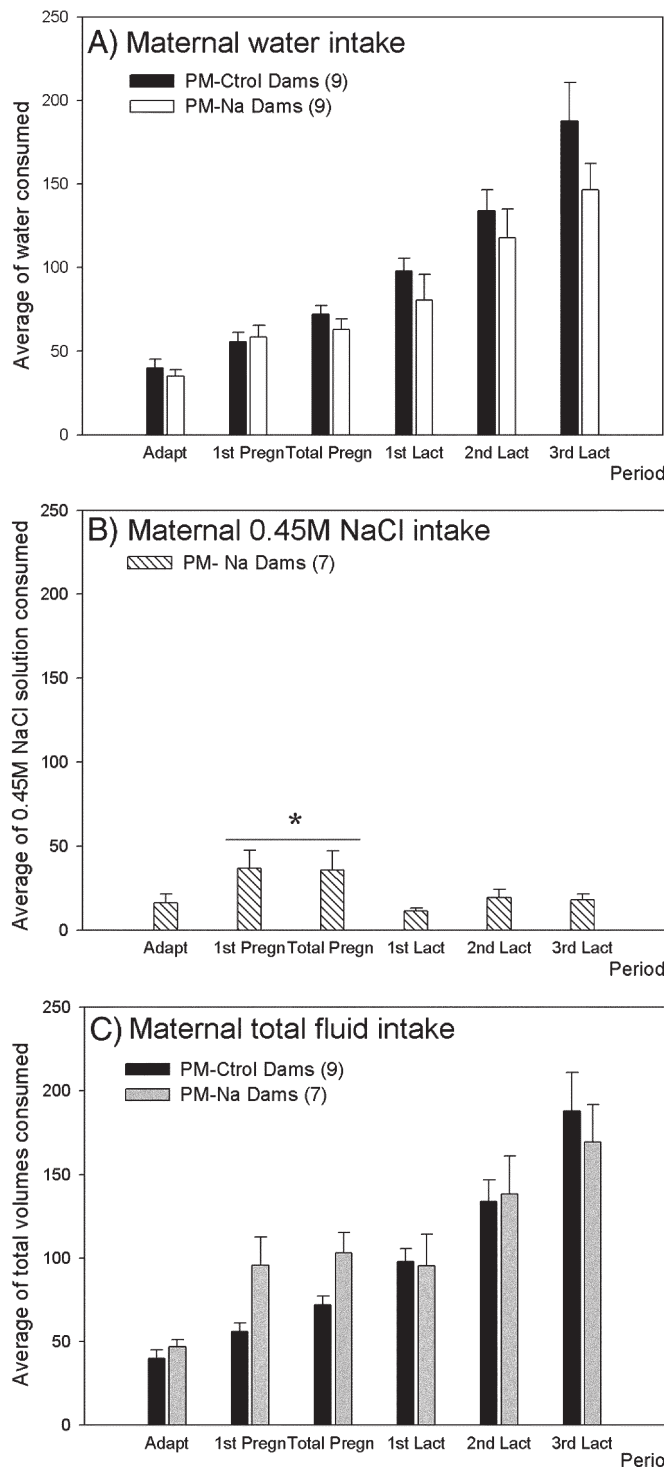 A) Maternal water intake
PM-Ctrol Dams (9)
PM-Na Dams (9)
Average of water consumed
250
200
150
100
50
0
Adapt 1st Pregn Total Pregn 1st Lact 2nd Lact 3rd Lact
Period
B) Maternal 0.45M NaCl intake
PM- Na Dams (7)
Average of 0.45M NaCl solution consumed
250
200
150
100
50
0
*
Adapt 1st Pregn Total Pregn 1st Lact 2nd Lact 3rd Lact
Period
C) Maternal total fluid intake
PM-Ctrol Dams (9)
PM-Na Dams (7)
Average of total volumes consumed
250
200
150
100
50
0
Adapt 1st Pregn Total Pregn 1st Lact 2nd Lact 3rd Lact
Perio